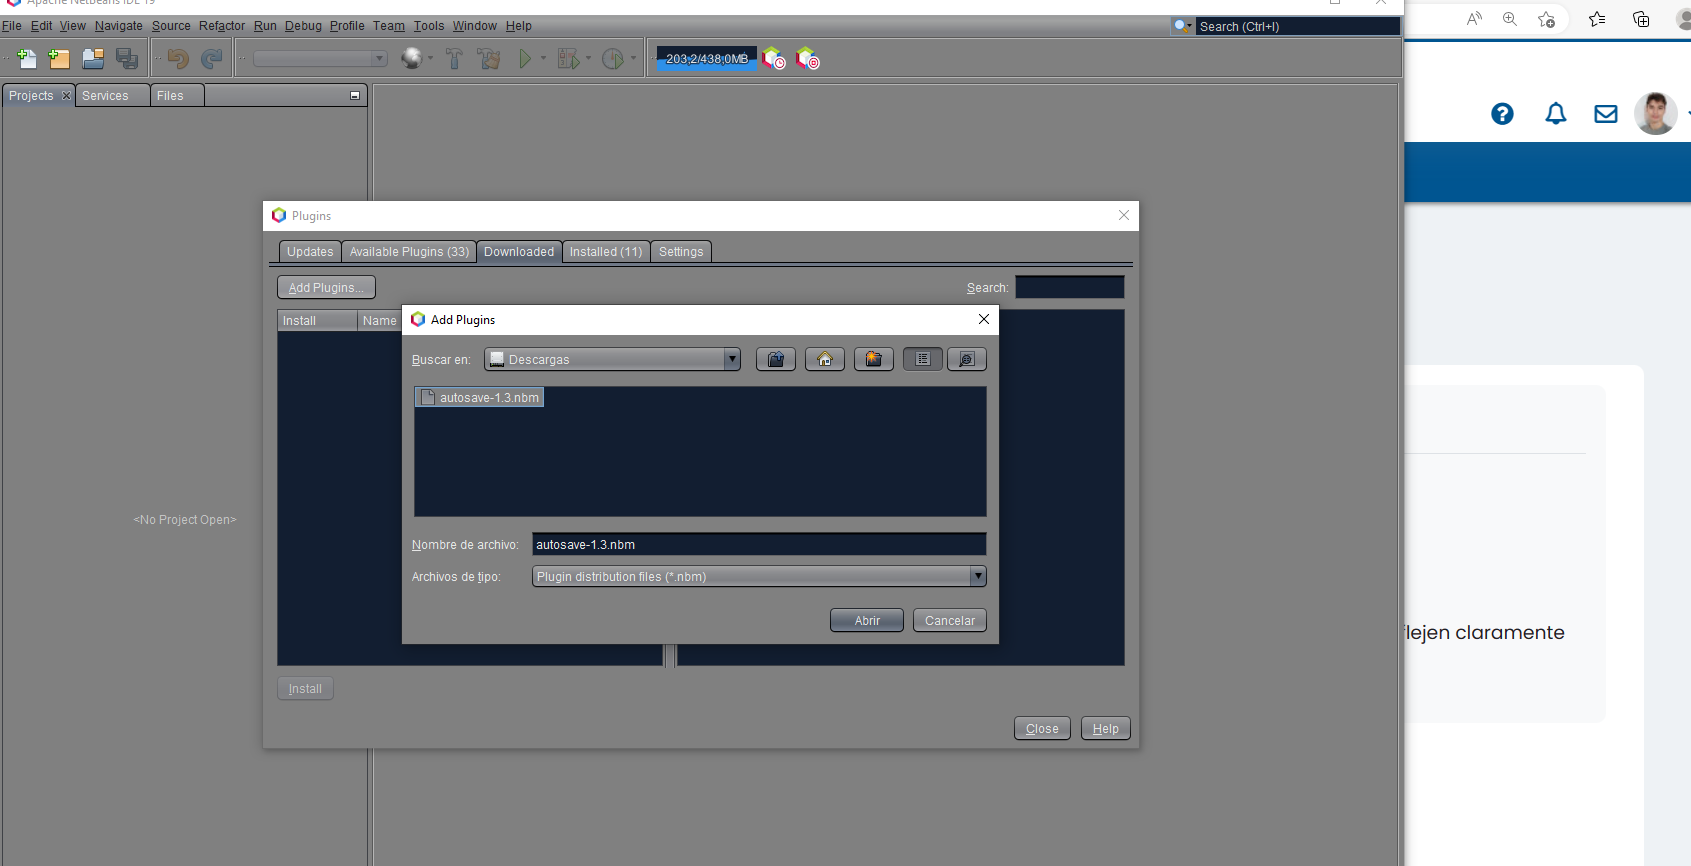 Apache NetBeans IDE 19
File Edit View Navigate Source Refactor Run Debug Profile Team Tools Window Help
Search (Ctrl+I)
203,2/438,0MB
Projects Services Files
<No Project Open>
Plugins
Updates Available Plugins (33) Downloaded Installed (11) Settings
Add Plugins...
Search:
Install Name
Add Plugins
Buscar en: Descargas
autosave-1.3.nbm
Nombre de archivo: autosave-1.3.nbm
Archivos de tipo: Plugin distribution files (*.nbm)
Abrir Cancelar
Install
Close Help
flejen claramente